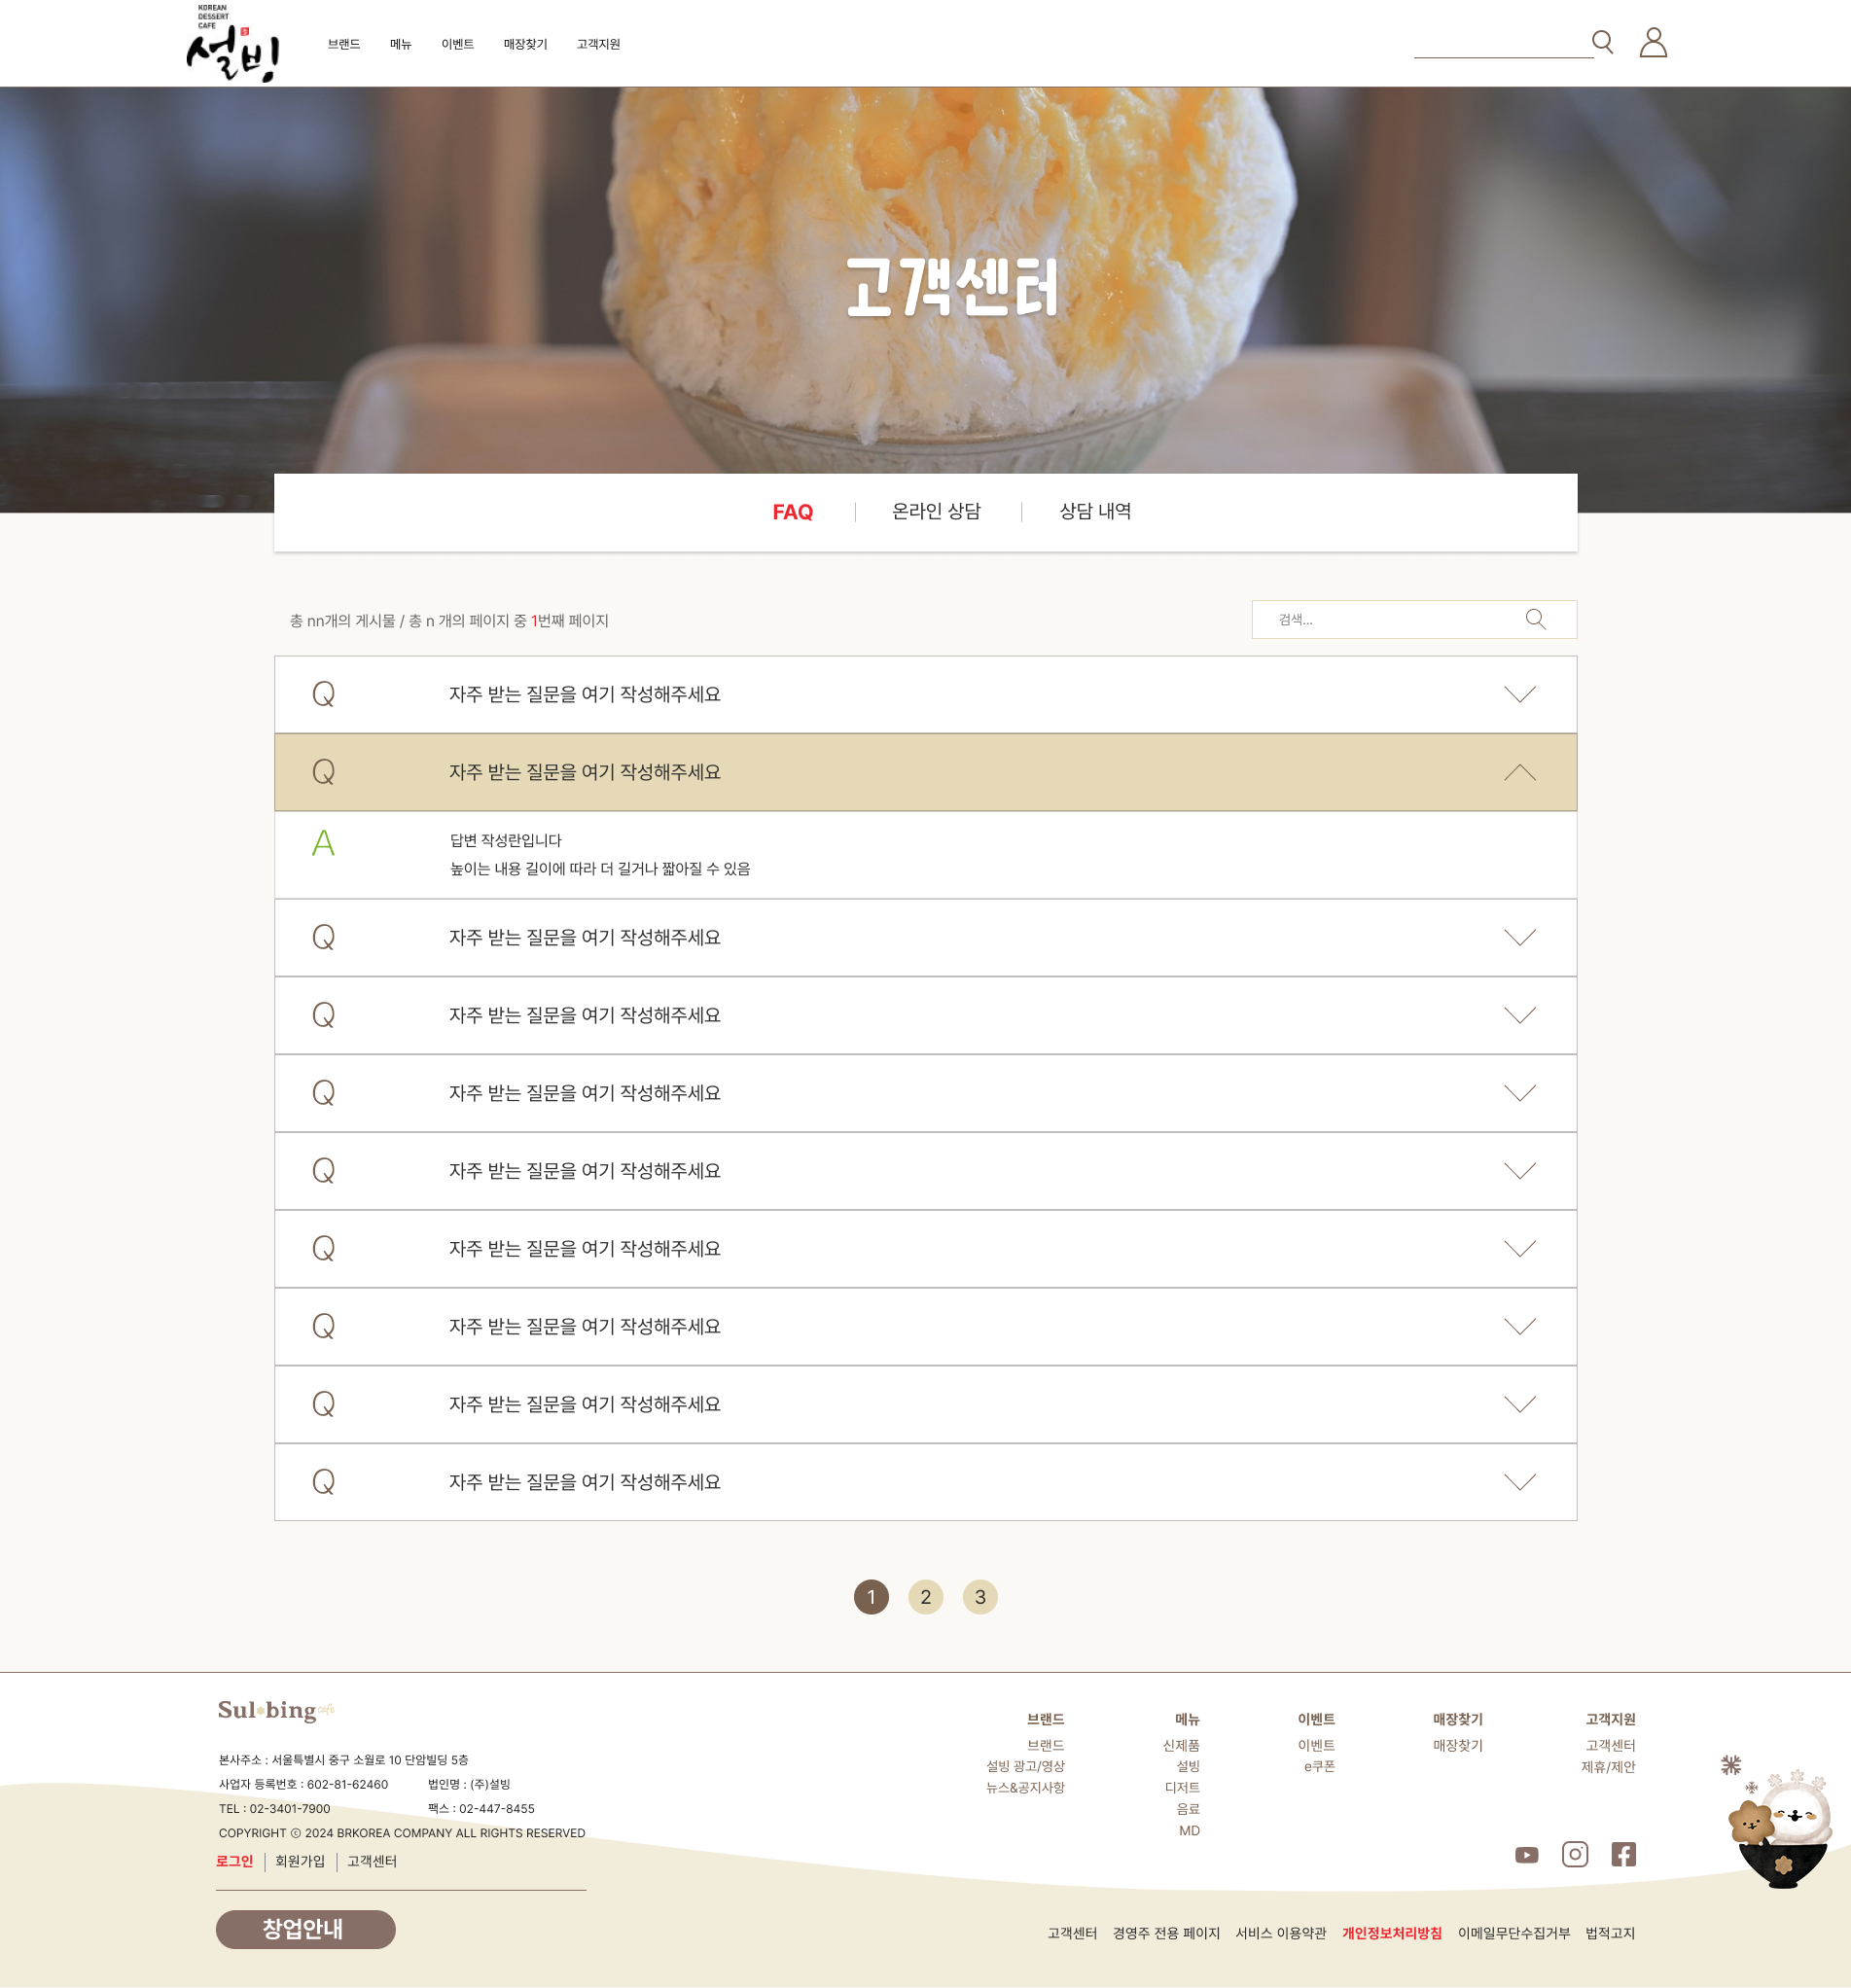 KOREAN
DESSERT
CAFE
설빙
브랜드 메뉴 이벤트 매장찾기 고객지원
고객센터
FAQ 온라인 상담 상담 내역
총 nn개의 게시물 / 총 n 개의 페이지 중 1번째 페이지
검색...
Q 자주 받는 질문을 여기 작성해주세요
Q 자주 받는 질문을 여기 작성해주세요
A 답변 작성란입니다
높이는 내용 길이에 따라 더 길거나 짧아질 수 있음
Q 자주 받는 질문을 여기 작성해주세요
Q 자주 받는 질문을 여기 작성해주세요
Q 자주 받는 질문을 여기 작성해주세요
Q 자주 받는 질문을 여기 작성해주세요
Q 자주 받는 질문을 여기 작성해주세요
Q 자주 받는 질문을 여기 작성해주세요
Q 자주 받는 질문을 여기 작성해주세요
Q 자주 받는 질문을 여기 작성해주세요
1 2 3
Sulbing cafe
본사주소 : 서울특별시 중구 소월로 10 단암빌딩 5층
사업자 등록번호 : 602-81-62460 법인명 : (주)설빙
TEL : 02-3401-7900 팩스 : 02-447-8455
COPYRIGHT ⓒ 2024 BRKOREA COMPANY ALL RIGHTS RESERVED
로그인 회원가입 고객센터
창업안내
브랜드
브랜드
설빙 광고/영상
뉴스&공지사항
메뉴
신제품
설빙
디저트
음료
MD
이벤트
이벤트
e쿠폰
매장찾기
매장찾기
고객지원
고객센터
제휴/제안
고객센터 경영주 전용 페이지 서비스 이용약관 개인정보처리방침 이메일무단수집거부 법적고지